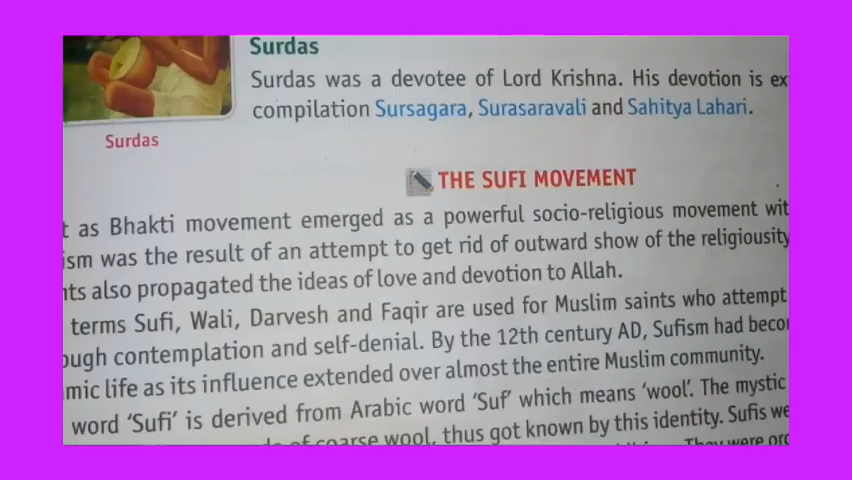 Surdas
Surdas was a devotee of Lord Krishna. His devotion is ex
compilation Sursagara, Surasaravali and Sahitya Lahari.
Surdas
THE SUFI MOVEMENT
t as Bhakti movement emerged as a powerful socio-religious movement wit
ism was the result of an attempt to get rid of outward show of the religiousity
nts also propagated the ideas of love and devotion to Allah.
terms Sufi, Wali, Darvesh and Faqir are used for Muslim saints who attempt
ough contemplation and self-denial. By the 12th century AD, Sufism had becor
mic life as its influence extended over almost the entire Muslim community.
word ‘Sufi’ is derived from Arabic word ‘Suf’ which means ‘wool’. The mystic
of coarse wool, thus got known by this identity. Sufis we
They were ord